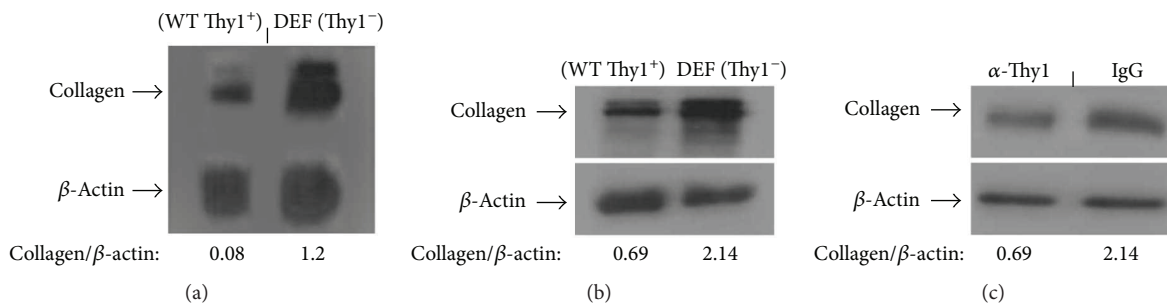 (WT Thy1⁺) DEF (Thy1⁻)
Collagen
β-Actin
Collagen/β-actin: 0.08 1.2
(a)
(WT Thy1⁺) DEF (Thy1⁻)
Collagen
β-Actin
Collagen/β-actin: 0.69 2.14
(b)
α-Thy1 IgG
Collagen
β-Actin
Collagen/β-actin: 0.69 2.14
(c)